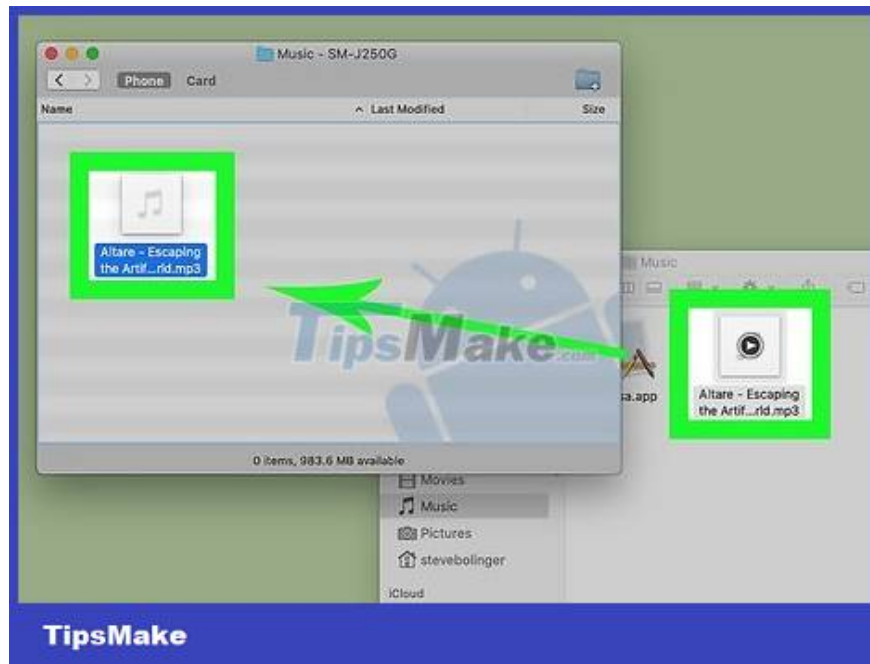 Music - SM-J250G
Phone Card
Name
Last Modified
Size
Altare - Escaping
the Artif...rld.mp3
0 items, 983.6 MB available
Music
sa.app
Altare - Escaping
the Artif...rld.mp3
Movies
Music
Pictures
stevebolinger
iCloud
TipsMake.com
TipsMake